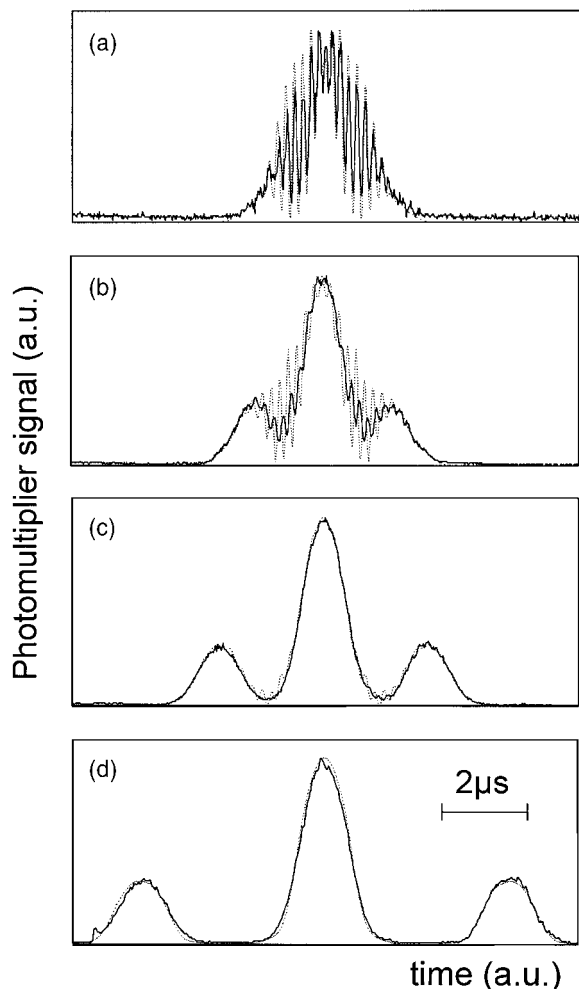 (a)
(b)
Photomultiplier signal (a.u.)
(c)
(d)
2μs
time (a.u.)